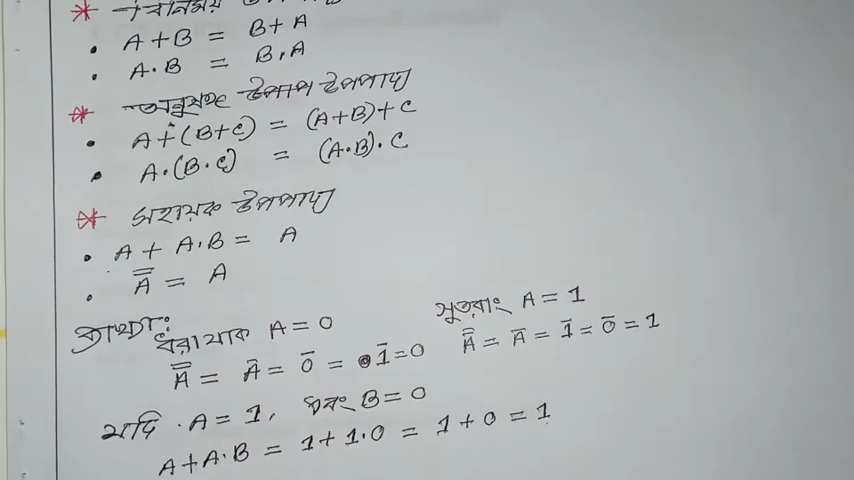 * বিনিময় উপপাদ্য
• A+B = B+A
• A·B = B.A
* অনুষঙ্গ উপপাদ্য
• A+(B+C) = (A+B)+C
• A·(B·C) = (A·B)·C
* সহায়ক উপপাদ্য
• A + A.B = A
• A̿ = A
ব্যাখ্যা:
ধরা যাক A = 0
A̿ = Ā = 0̄ = 1̄ = 0
সুতরাং A = 1
A̿ = Ā = 1̄ = 0̄ = 1
যদি A = 1, এবং B = 0
A+A·B = 1+1·0 = 1+0 = 1